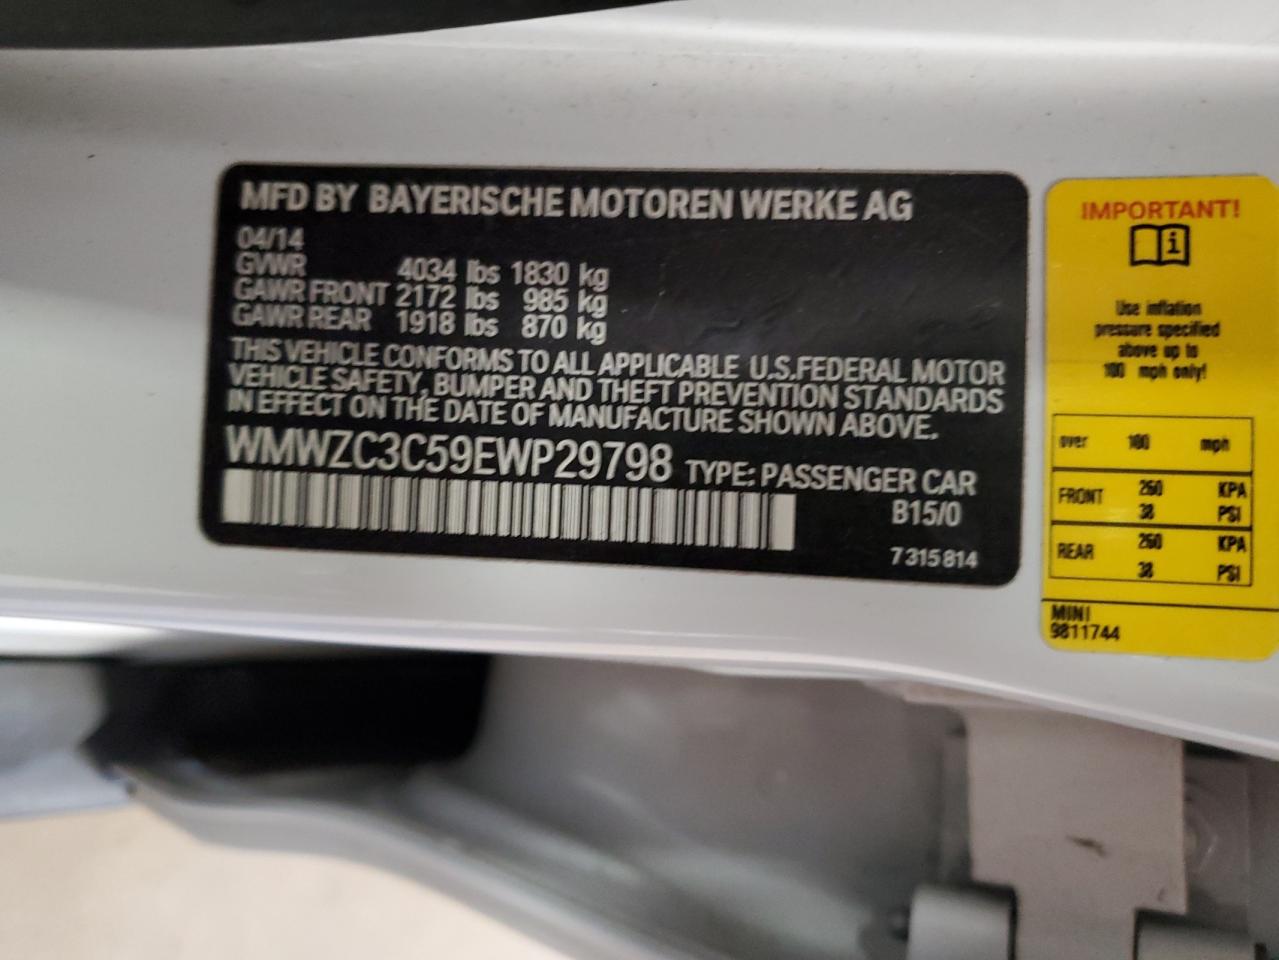 MFD BY BAYERISCHE MOTOREN WERKE AG
04/14
GVWR 4034 lbs 1830 kg
GAWR FRONT 2172 lbs 985 kg
GAWR REAR 1918 lbs 870 kg
THIS VEHICLE CONFORMS TO ALL APPLICABLE U.S.FEDERAL MOTOR
VEHICLE SAFETY, BUMPER AND THEFT PREVENTION STANDARDS
IN EFFECT ON THE DATE OF MANUFACTURE SHOWN ABOVE.
WMWZC3C59EWP29798 TYPE: PASSENGER CAR
B15/0
7 315 814
IMPORTANT!
Use inflation
pressure specified
above up to
100 mph only!
over 100 mph
FRONT 260 KPA
38 PSI
REAR 260 KPA
38 PSI
MINI
9811744